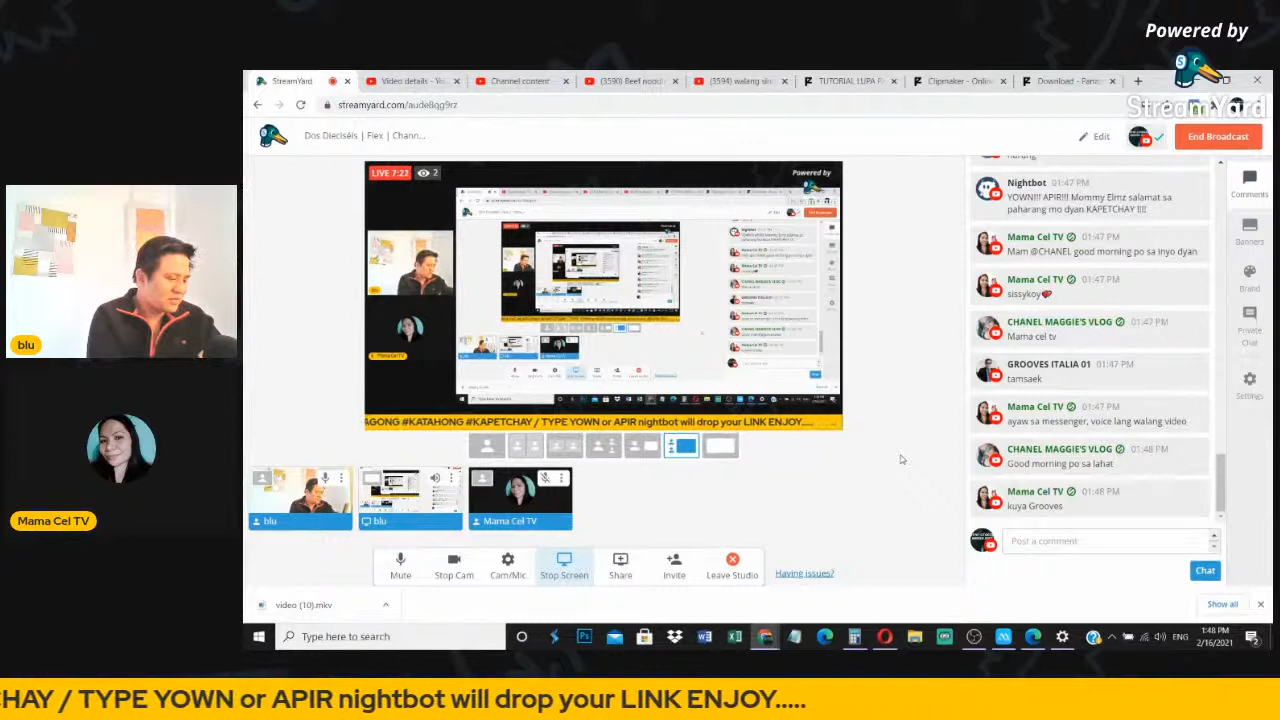 Powered by
StreamYard
StreamYard
Video details - Yo
Channel content
(3590) Beef noodl
(3594) walang sin
TUTORIAL LUPA P
Clipmaker - Online
Download - Panz
streamyard.com/aude8qg9rz
Dos Dieciséis | Flex | Chann...
Edit
End Broadcast
LIVE 7:22
2
Powered by
Nightbot 01:47 PM
YOWN!!! APIR!!! Mommy Elmz salamat sa
paharang mo dyan KAPETCHAY !!!!
Mama Cel TV 01:47 PM
Mam @CHANEL good morning po sa inyo dyan
Mama Cel TV 01:47 PM
sissykoy
CHANEL MAGGIE'S VLOG 01:47 PM
Mama cel tv
GROOVES ITALIA 01 01:47 PM
tamsaek
Mama Cel TV 01:47 PM
ayaw sa messenger, voice lang walang video
CHANEL MAGGIE'S VLOG 01:48 PM
Good morning po sa lahat
Mama Cel TV 01:48 PM
kuya Grooves
Comments
Banners
Brand
Private
Chat
Settings
blu
Mama Cel TV
AGONG #KATAHONG #KAPETCHAY / TYPE YOWN or APIR nightbot will drop your LINK ENJOY.....
blu
blu
Mama Cel TV
Post a comment
Chat
Mute
Stop Cam
Cam/Mic
Stop Screen
Share
Invite
Leave Studio
Having issues?
video (10).mkv
Show all
Type here to search
ENG
1:48 PM
2/16/2021
CHAY / TYPE YOWN or APIR nightbot will drop your LINK ENJOY.....